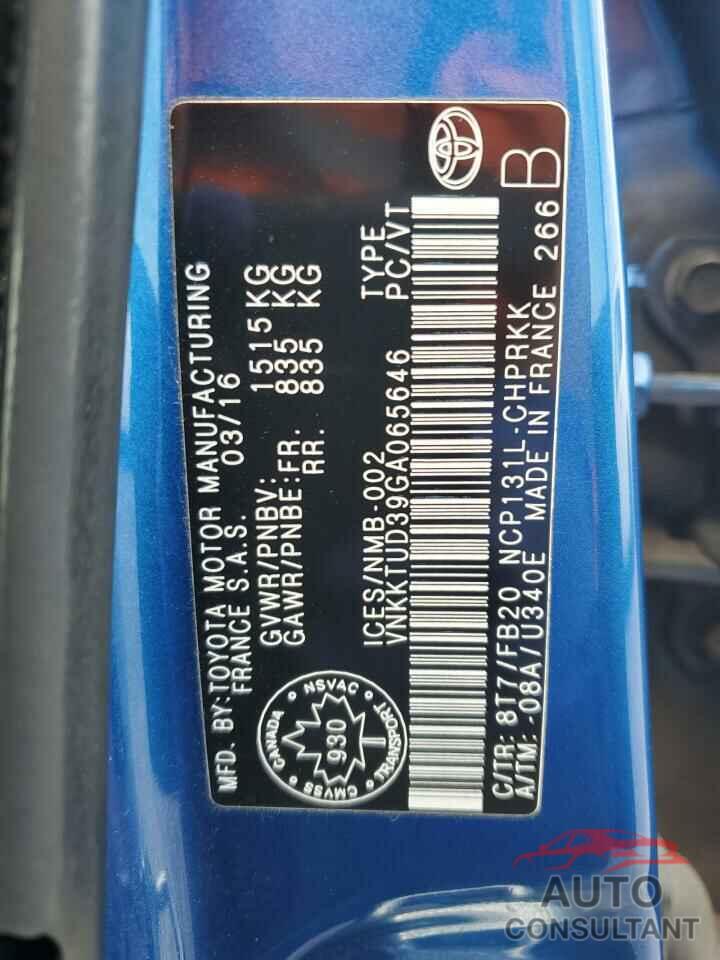 MFD. BY:TOYOTA MOTOR MANUFACTURING
FRANCE S.A.S. 03/16
GVWR/PNBV: 1515KG
GAWR/PNBE:FR. 835 KG
RR. 835 KG
ICES/NMB-002 TYPE
VNKKTUD39GA065646 PC/VT
CANADA NSVAC
930
TRANSPORT
CMVSS
C/TR: 8T7/FB20 NCP131L-CHPRKK
A/TM: -08A/U340E MADE IN FRANCE 266
B
AUTO
CONSULTANT